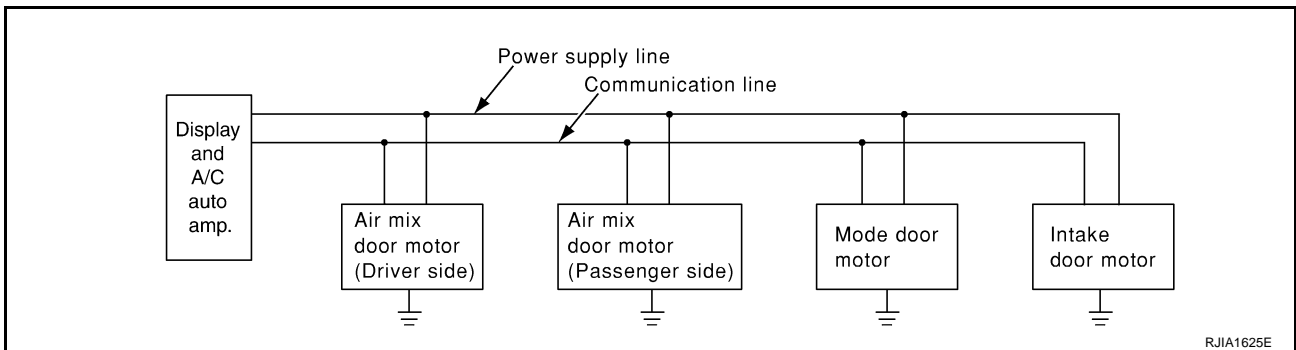 Power supply line
Communication line
Display
and
A/C
auto
amp.
Air mix
door motor
(Driver side)
Air mix
door motor
(Passenger side)
Mode door
motor
Intake
door motor
RJIA1625E